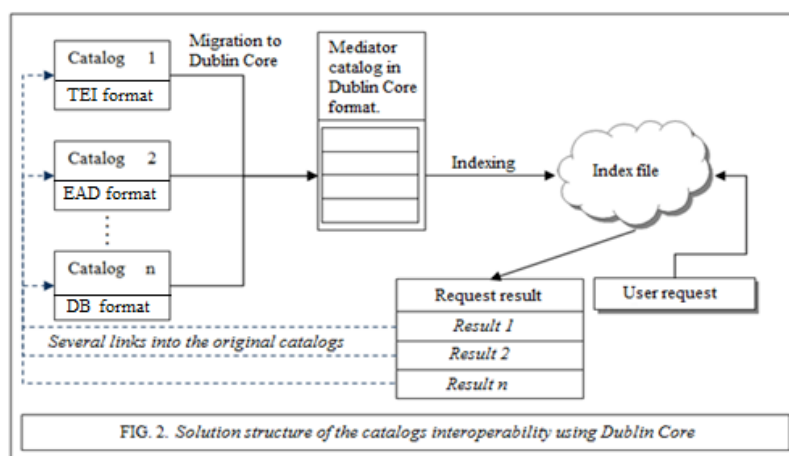 Catalog 1
TEI format
Migration to
Dublin Core
Mediator
catalog in
Dublin Core
format.
Catalog 2
EAD format
Indexing
Index file
Catalog n
DB format
Request result
Result 1
Result 2
Result n
User request
Several links into the original catalogs
FIG. 2. Solution structure of the catalogs interoperability using Dublin Core